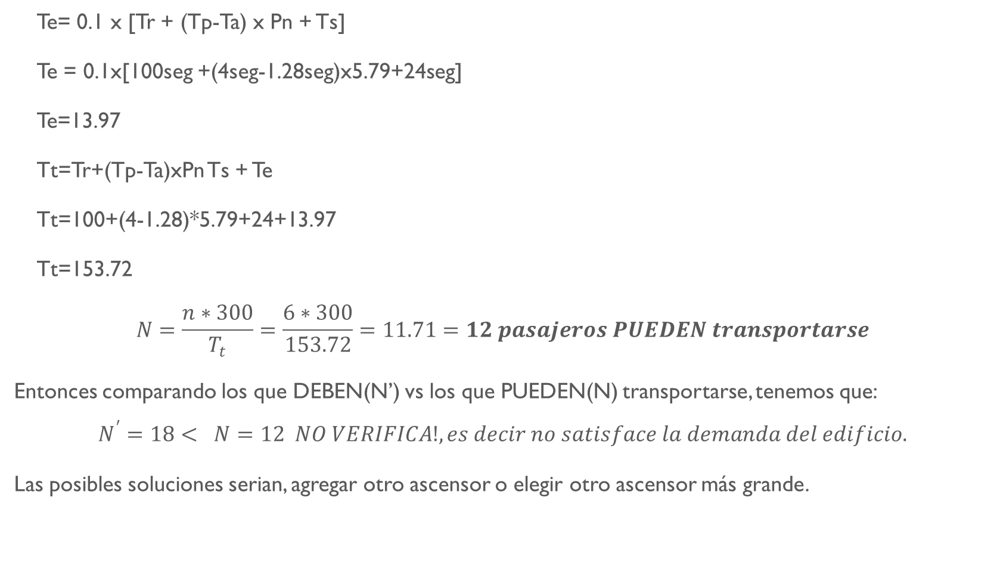 Te= 0.1 x [Tr + (Tp-Ta) x Pn + Ts]
Te = 0.1x[100seg +(4seg-1.28seg)x5.79+24seg]
Te=13.97
Tt=Tr+(Tp-Ta)xPn Ts + Te
Tt=100+(4-1.28)*5.79+24+13.97
Tt=153.72
N = n * 300 / T_t = 6 * 300 / 153.72 = 11.71 = 12 pasajeros PUEDEN transportarse
Entonces comparando los que DEBEN(N’) vs los que PUEDEN(N) transportarse, tenemos que:
N′ = 18 < N = 12 NO VERIFICA!, es decir no satisface la demanda del edificio.
Las posibles soluciones serian, agregar otro ascensor o elegir otro ascensor más grande.